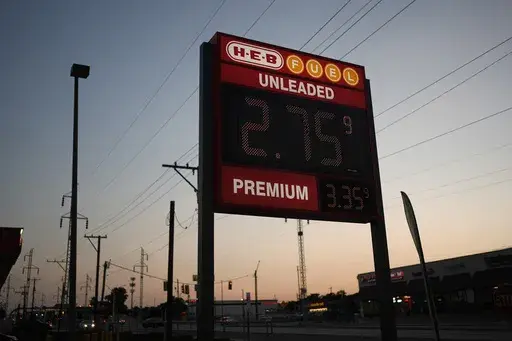 H-E-B FUEL
UNLEADED
2.75 9
PREMIUM 3.35 9